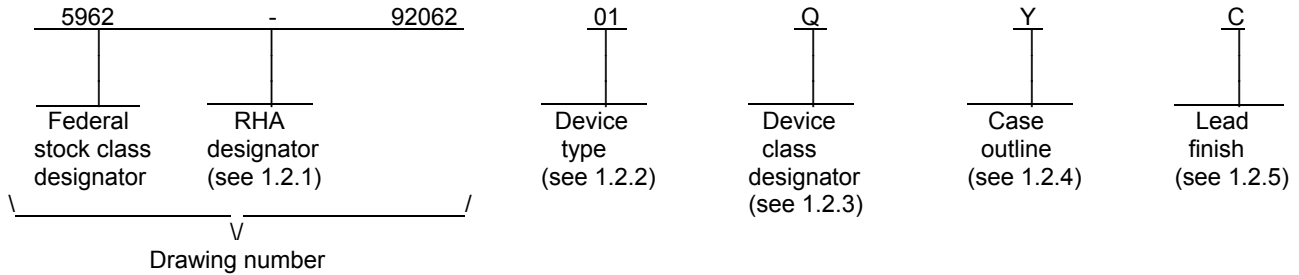 5962 - 92062 01 Q Y C
Federal RHA Device Device Case Lead
stock class designator type class outline finish
designator (see 1.2.1) (see 1.2.2) designator (see 1.2.4) (see 1.2.5)
(see 1.2.3)
\ /
\/
Drawing number